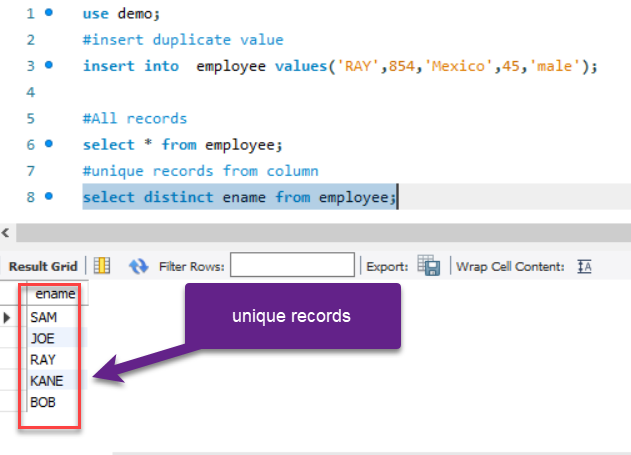 1 use demo;
2 #insert duplicate value
3 insert into  employee values('RAY',854,'Mexico',45,'male');
4
5 #All records
6 select * from employee;
7 #unique records from column
8 select distinct ename from employee;
Result Grid Filter Rows: Export: Wrap Cell Content: IA
ename
SAM
JOE
RAY
KANE
BOB
unique records